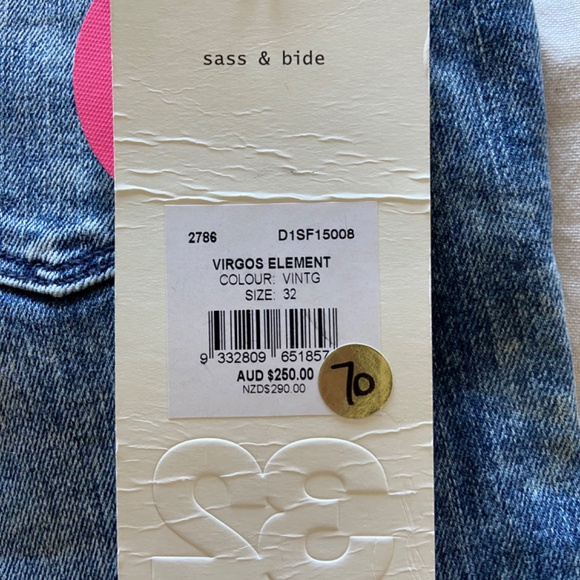 sass & bide
2786 D1SF15008
VIRGOS ELEMENT
COLOUR: VINTG
SIZE: 32
9 332809 651857
AUD $250.00
NZD$290.00
70